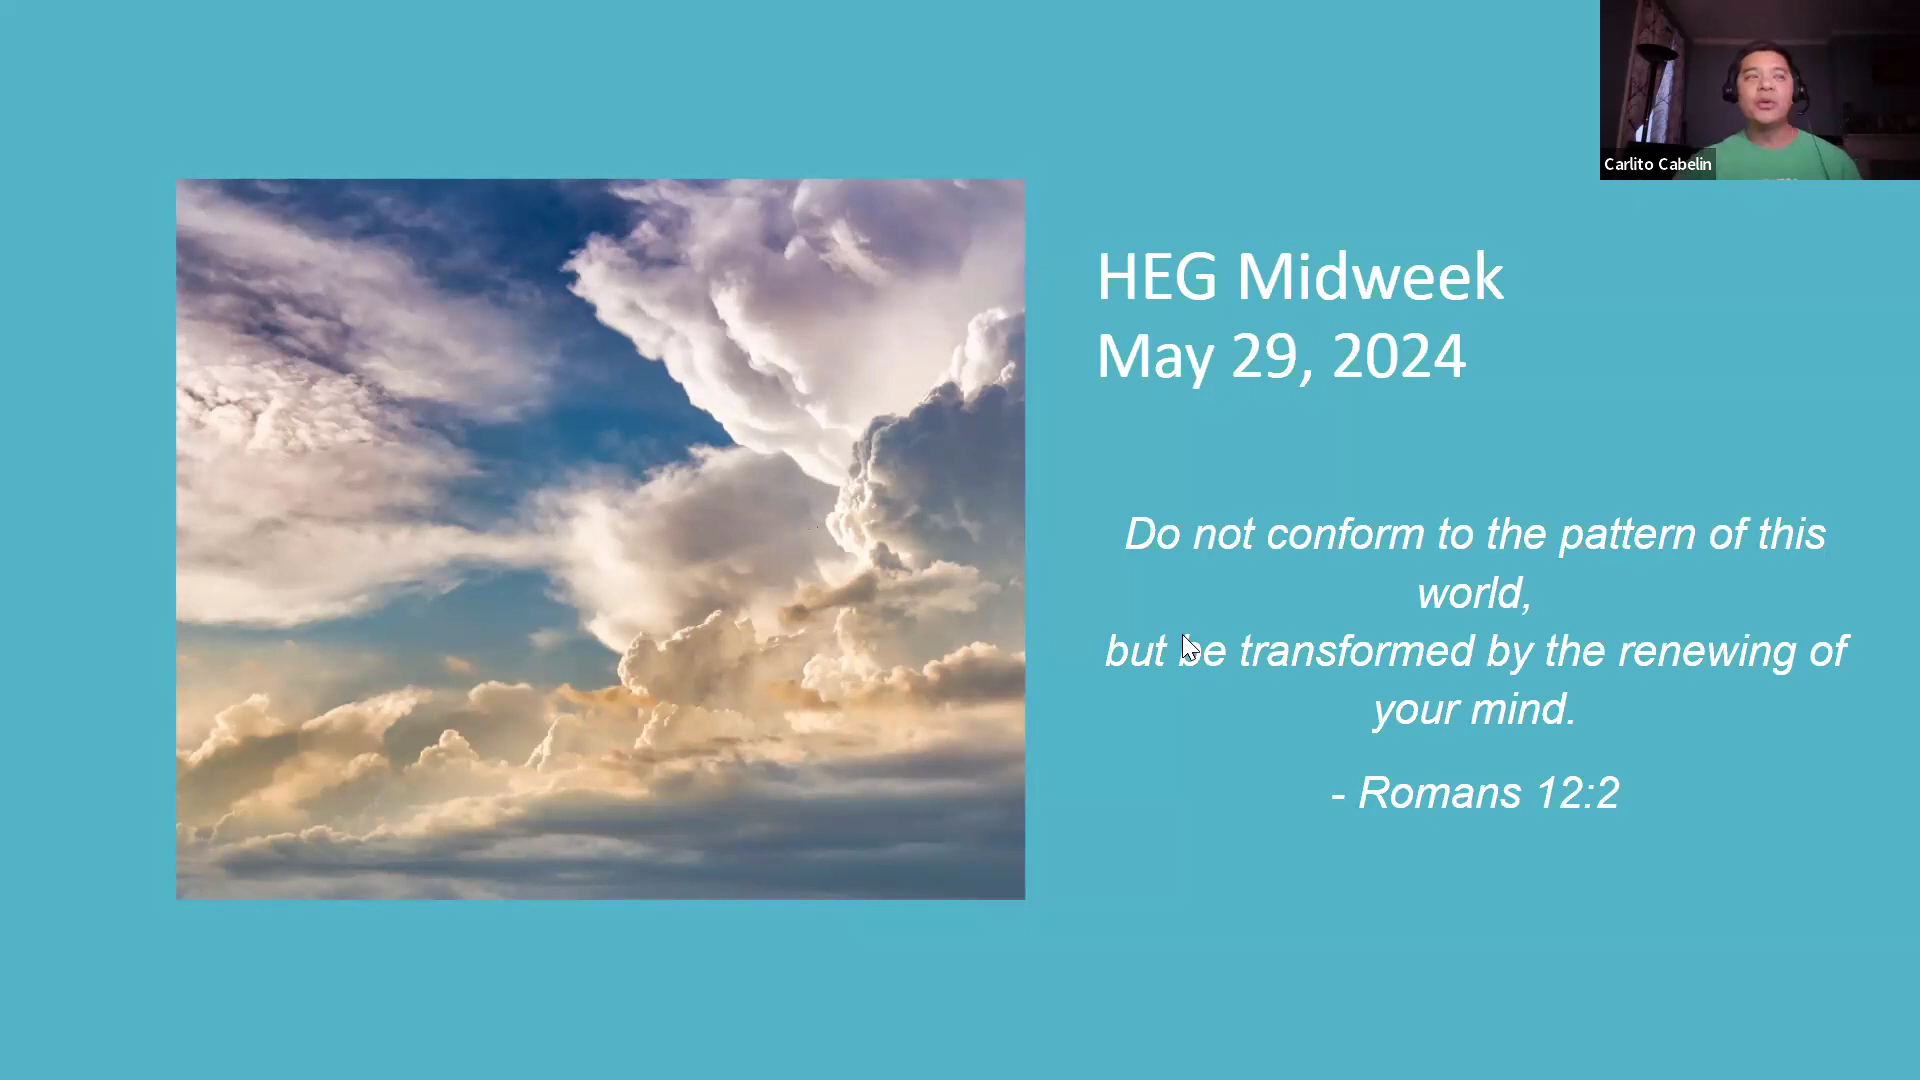 Carlito Cabelin
HEG Midweek
May 29, 2024
Do not conform to the pattern of this
world,
but be transformed by the renewing of
your mind.
- Romans 12:2